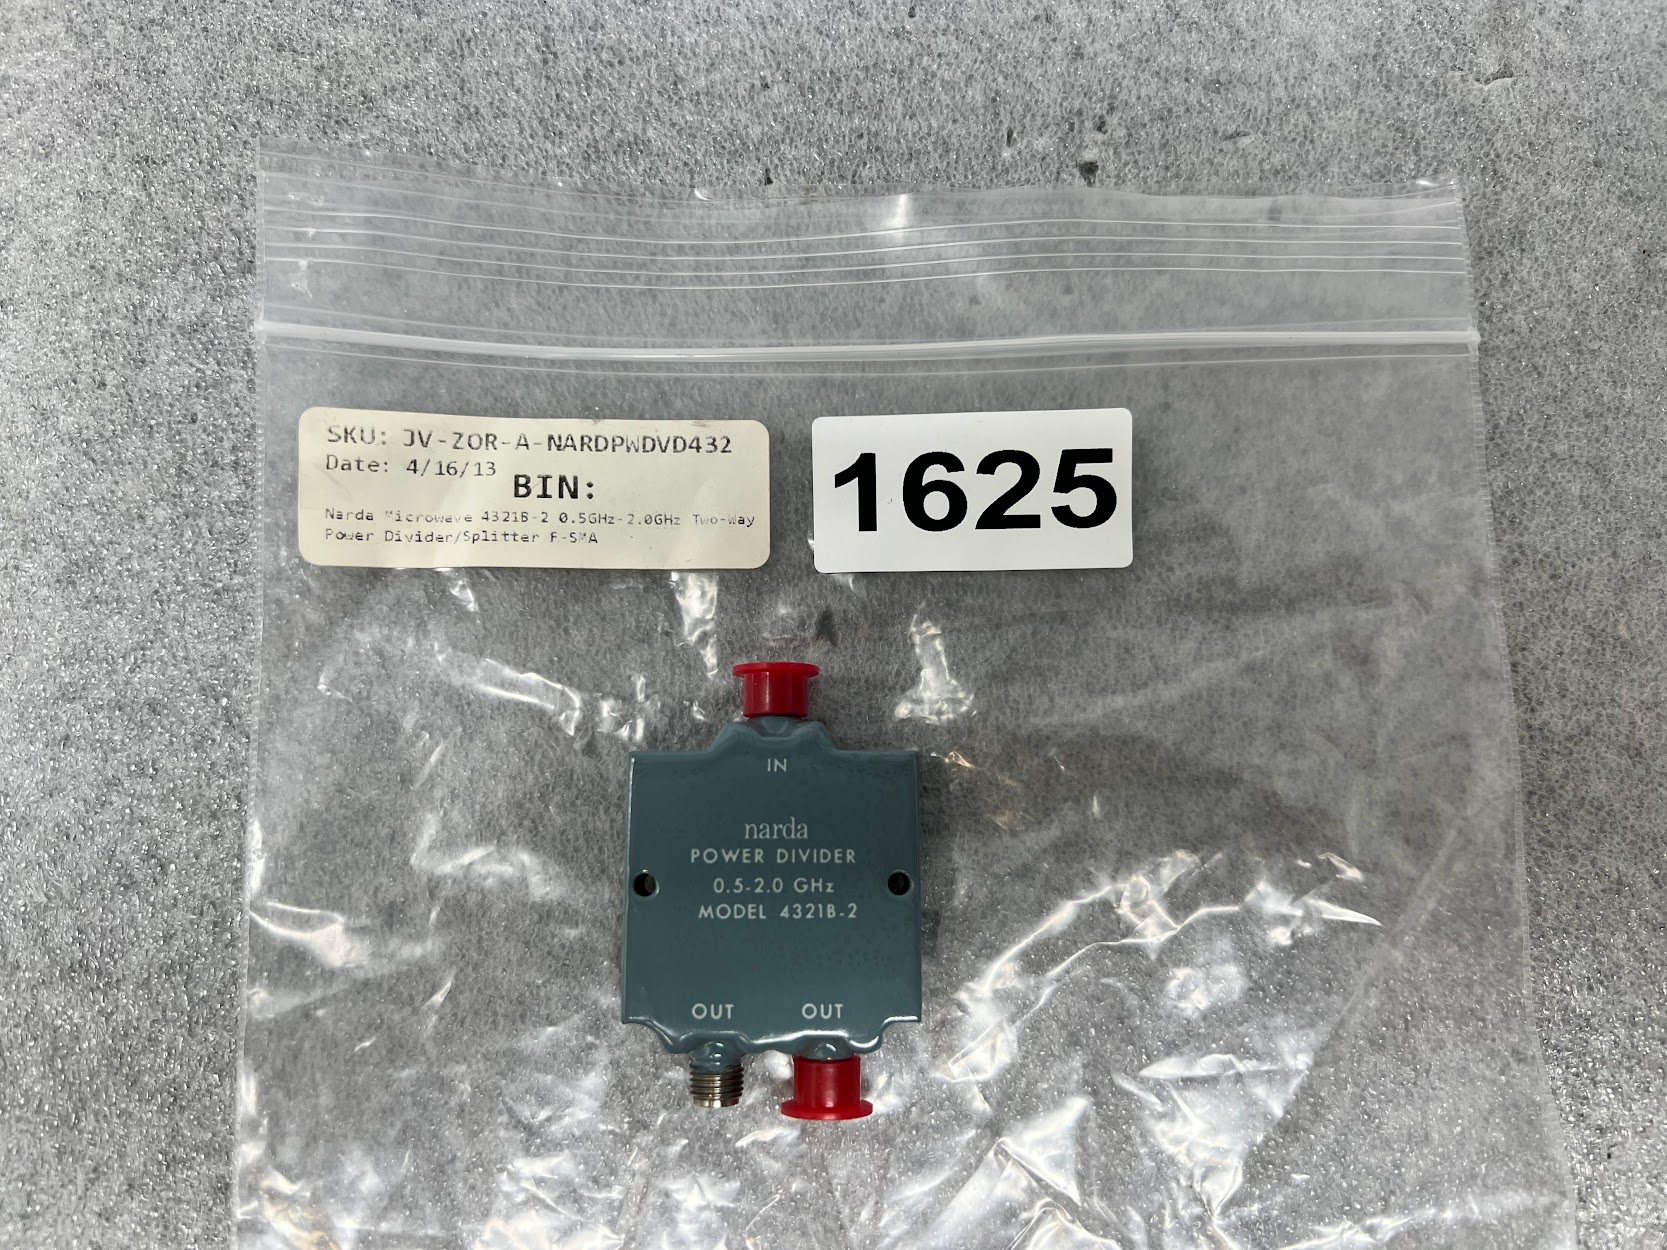 SKU: JV-ZOR-A-NARDPWDVD432
Date: 4/16/13
BIN:
Narda Microwave 4321B-2 0.5GHz-2.0GHz Two-Way
Power Divider/Splitter F-SMA
1625
IN
narda
POWER DIVIDER
0.5-2.0 GHz
MODEL 4321B-2
OUT OUT